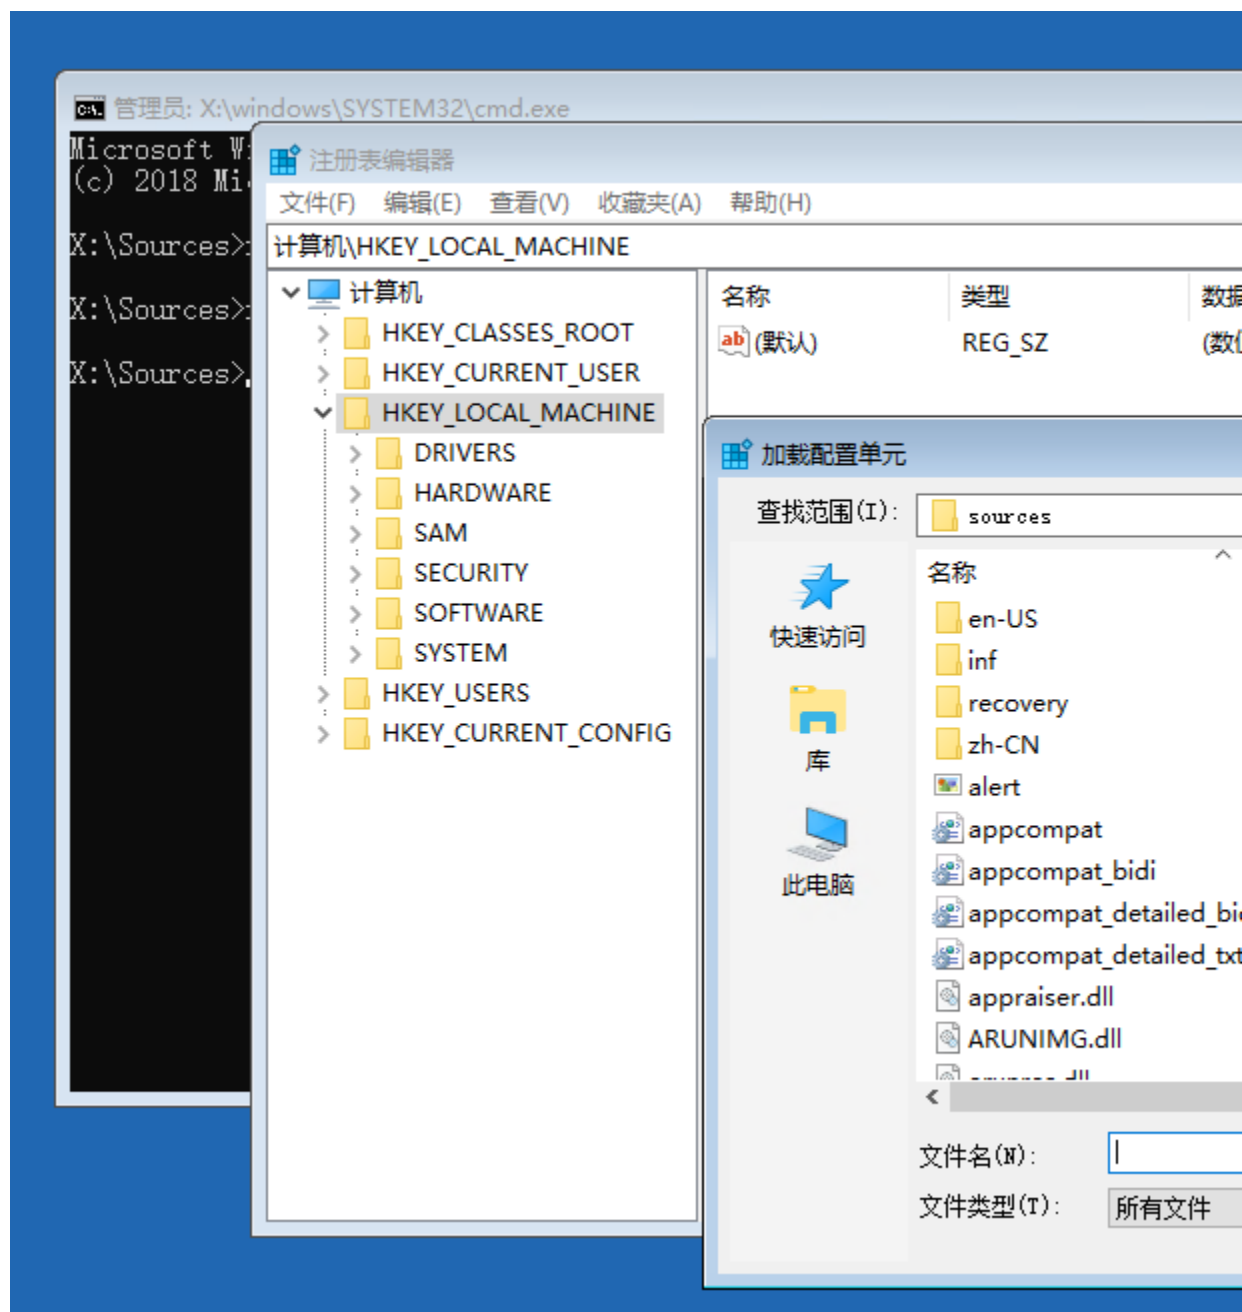 管理员: X:\windows\SYSTEM32\cmd.exe
Microsoft
(c) 2018
X:\Sources>
X:\Sources>
X:\Sources>
注册表编辑器
文件(F) 编辑(E) 查看(V) 收藏夹(A) 帮助(H)
计算机\HKEY_LOCAL_MACHINE
计算机
HKEY_CLASSES_ROOT
HKEY_CURRENT_USER
HKEY_LOCAL_MACHINE
DRIVERS
HARDWARE
SAM
SECURITY
SOFTWARE
SYSTEM
HKEY_USERS
HKEY_CURRENT_CONFIG
名称 类型
ab (默认) REG_SZ
加载配置单元
查找范围(I): sources
快速访问
库
此电脑
名称
en-US
inf
recovery
zh-CN
alert
appcompat
appcompat_bidi
appcompat_detailed_bi
appcompat_detailed_txt
appraiser.dll
ARUNIMG.dll
文件名(N):
文件类型(T): 所有文件